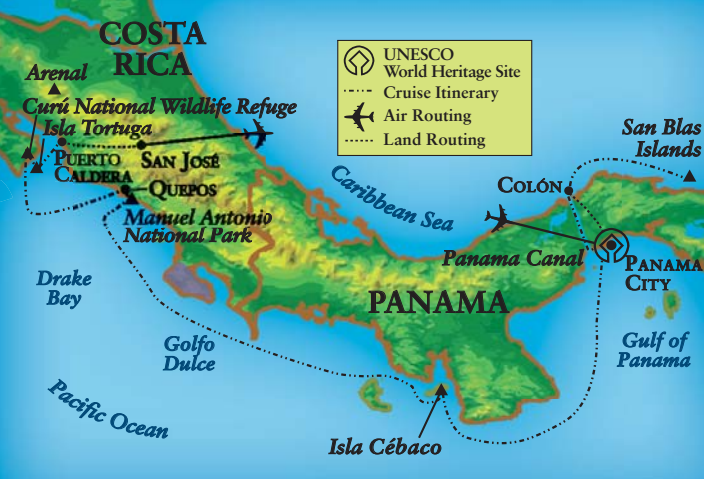 COSTA
RICA
UNESCO
World Heritage Site
Cruise Itinerary
Air Routing
Land Routing
Arenal
Curú National Wildlife Refuge
Isla Tortuga
PUERTO
CALDERA
SAN JOSÉ
QUEPOS
Manuel Antonio
National Park
San Blas
Islands
COLÓN
Caribbean Sea
Panama Canal
PANAMA
CITY
Drake
Bay
PANAMA
Golfo
Dulce
Gulf of
Panama
Pacific Ocean
Isla Cébaco